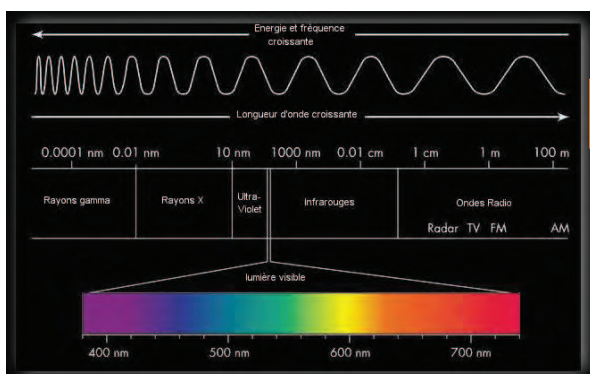 Energie et fréquence
croissante
Longueur d'onde croissante
0.0001 nm 0.01 nm 10 nm 1000 nm 0.01 cm 1 cm 1 m 100 m
Rayons gamma Rayons X Ultra-
Violet Infrarouges Ondes Radio
Radar TV FM AM
lumière visible
400 nm 500 nm 600 nm 700 nm